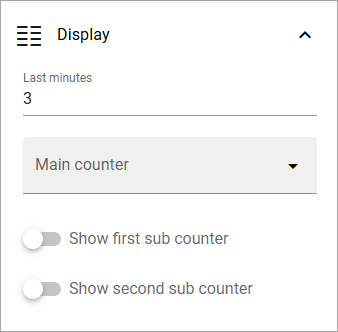 Display
Last minutes
3
Main counter
Show first sub counter
Show second sub counter